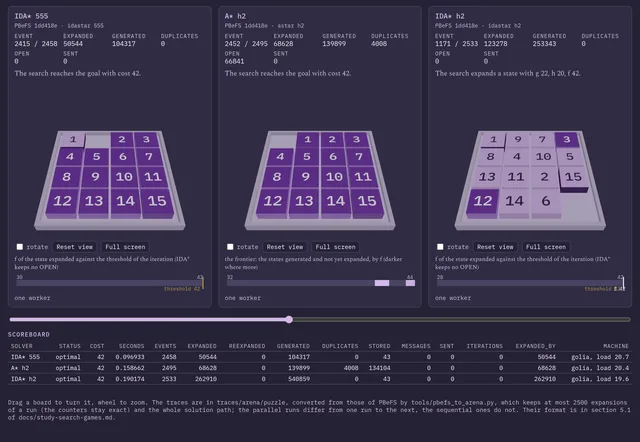 IDA* 555
PBeFS 1dd418e · idastar 555
EVENT EXPANDED GENERATED DUPLICATES
2415 / 2458 50544 104317 0
OPEN SENT
0 0
The search reaches the goal with cost 42.
1 2 3
4 5 6 7
8 9 10 11
12 13 14 15
rotate Reset view Full screen
f of the state expanded against the threshold of the iteration (IDA*
keeps no OPEN)
30 42
threshold 42
one worker
A* h2
PBeFS 1dd418e · astar h2
EVENT EXPANDED GENERATED DUPLICATES
2452 / 2495 68628 139899 4008
OPEN SENT
66841 0
The search reaches the goal with cost 42.
1 2 3
4 5 6 7
8 9 10 11
12 13 14 15
rotate Reset view Full screen
the frontier: the states generated and not yet expanded, by f (darker
where more)
32 44
one worker
IDA* h2
PBeFS 1dd418e · idastar h2
EVENT EXPANDED GENERATED DUPLICATES
1171 / 2533 123278 253343 0
OPEN SENT
0 0
The search expands a state with g 22, h 20, f 42.
1 9 7 3
8 4 10 5
13 11 2 15
12 14 6
rotate Reset view Full screen
f of the state expanded against the threshold of the iteration (IDA*
keeps no OPEN)
28 42
one worker
SCOREBOARD
SOLVER STATUS COST SECONDS EVENTS EXPANDED REEXPANDED GENERATED DUPLICATES STORED MESSAGES SENT ITERATIONS EXPANDED_BY MACHINE
IDA* 555 optimal 42 0.096933 2458 50544 0 104317 0 43 0 0 0 50544 golia, load 20.7
A* h2 optimal 42 0.158662 2495 68628 0 139899 4008 134104 0 0 0 68628 golia, load 20.4
IDA* h2 optimal 42 0.190174 2533 262910 0 540859 0 43 0 0 0 262910 golia, load 19.6
Drag a board to turn it, wheel to zoom. The traces are in traces/arena/puzzle, converted from those of PBeFS by tools/pbefs_to_arena.py, which keeps at most 2500 expansions
of a run (the counters stay exact) and the whole solution path; the parallel runs differ from one run to the next, the sequential ones do not. Their format is in section 5.1
of docs/study-search-games.md.